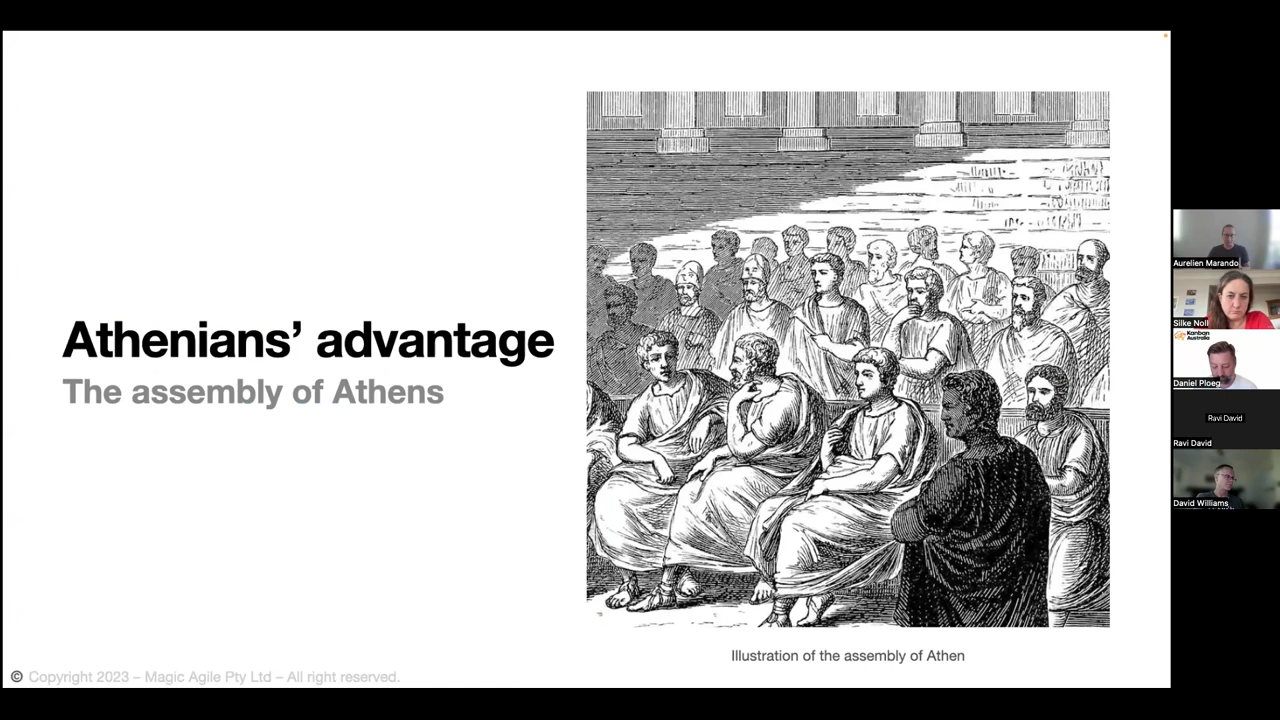 Athenians’ advantage
The assembly of Athens
Illustration of the assembly of Athen
© Copyright 2023 – Magic Agile Pty Ltd – All right reserved.
Aurelien Marando
Silke Noll
Kanban
Australia
Daniel Ploeg
Ravi David
Ravi David
David Williams